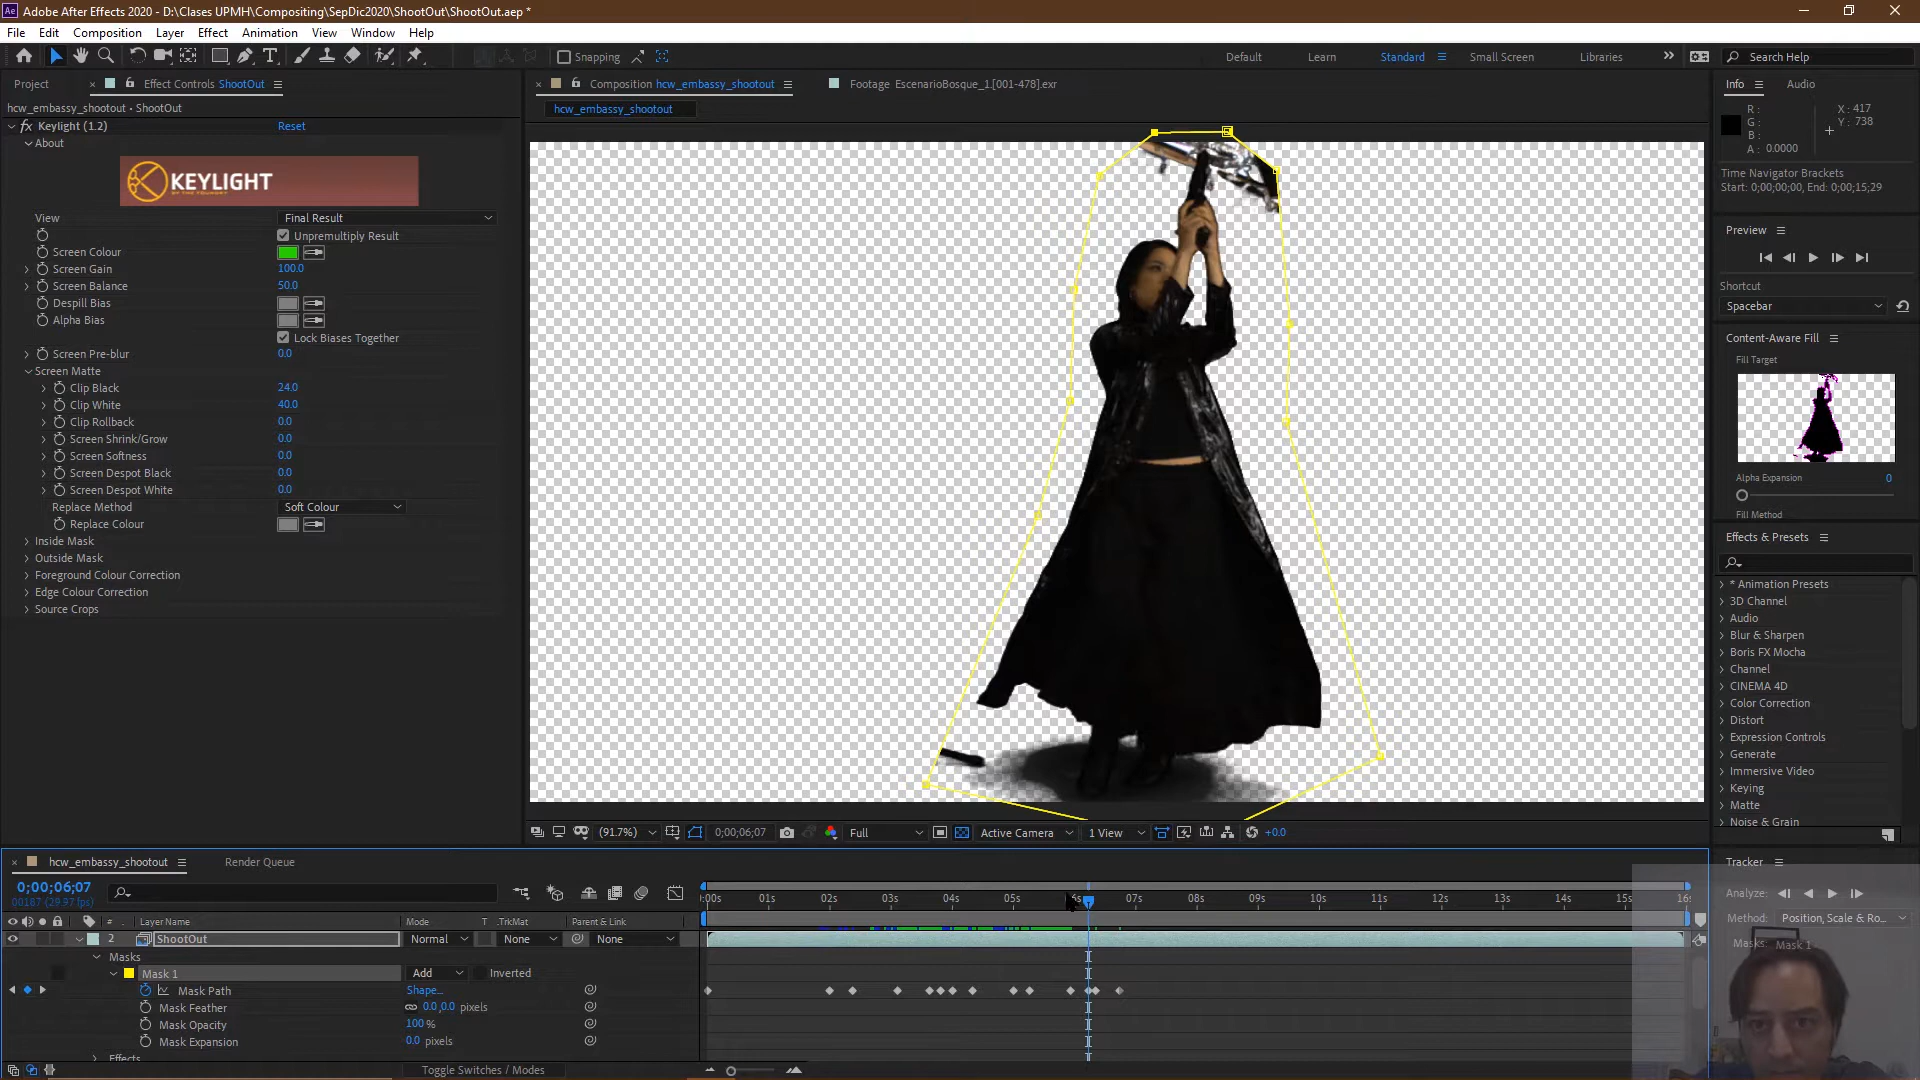 Adobe After Effects 2020 - D:\Clases UPMH\Compositing\SepDic2020\ShootOut\ShootOut.aep *
File Edit Composition Layer Effect Animation View Window Help
Snapping
Default Learn Standard Small Screen Libraries
Search Help
Project Effect Controls ShootOut
hcw_embassy_shootout • ShootOut
fx Keylight (1.2) Reset
About
KEYLIGHT
View Final Result
Unpremultiply Result
Screen Colour
Screen Gain 100.0
Screen Balance 50.0
Despill Bias
Alpha Bias
Lock Biases Together
Screen Pre-blur 0.0
Screen Matte
Clip Black 24.0
Clip White 40.0
Clip Rollback 0.0
Screen Shrink/Grow 0.0
Screen Softness 0.0
Screen Despot Black 0.0
Screen Despot White 0.0
Replace Method Soft Colour
Replace Colour
Inside Mask
Outside Mask
Foreground Colour Correction
Edge Colour Correction
Source Crops
Composition hcw_embassy_shootout
Footage EscenarioBosque_1.[001-478].exr
hcw_embassy_shootout
(91.7%) 0;00;06;07 Full Active Camera 1 View +0.0
Info Audio
R :
G :
B :
A : 0.0000
X : 417
Y : 738
Time Navigator Brackets
Start: 0;00;00;00, End: 0;00;15;29
Preview
Shortcut
Spacebar
Content-Aware Fill
Fill Target
Alpha Expansion 0
Fill Method
Effects & Presets
* Animation Presets
3D Channel
Audio
Blur & Sharpen
Boris FX Mocha
Channel
CINEMA 4D
Color Correction
Distort
Expression Controls
Generate
Immersive Video
Keying
Matte
Noise & Grain
Tracker
Analyze:
Method: Position, Scale & Ro...
Masks: Mask 1
hcw_embassy_shootout Render Queue
0;00;06;07
00187 (29.97 fps)
:00s 01s 02s 03s 04s 05s 07s 08s 09s 10s 11s 12s 13s 14s 15s 16s
# Layer Name Mode T .TrkMat Parent & Link
2 ShootOut Normal None None
Masks
Mask 1 Add Inverted
Mask Path Shape...
Mask Feather 0.0,0.0 pixels
Mask Opacity 100 %
Mask Expansion 0.0 pixels
Effects
Toggle Switches / Modes